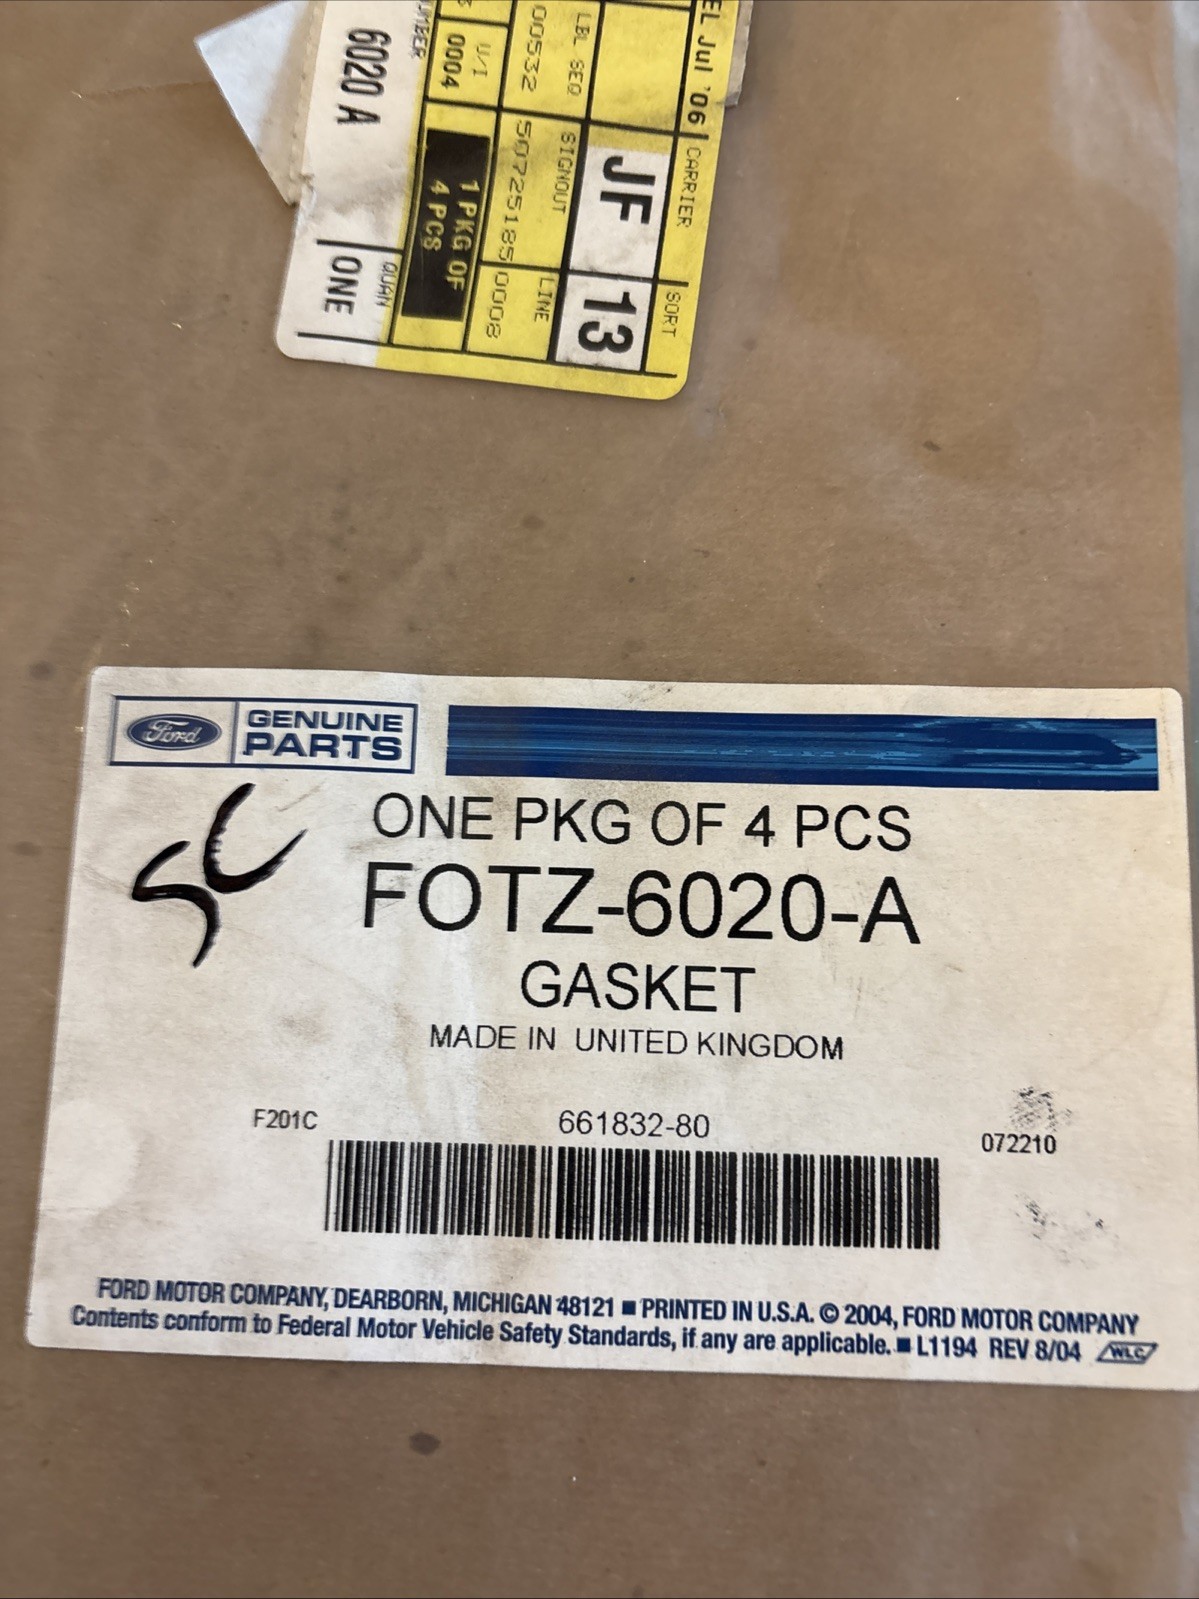 EL Jul '06
CARRIER
SORT
JF
13
LBL SEQ
SIGNOUT
LINE
00532
50725185
0008
U/I
0004
1 PKG OF
4 PCS
UMBER
QUAN
6020 A
ONE
Ford
GENUINE
PARTS
SC
ONE PKG OF 4 PCS
FOTZ-6020-A
GASKET
MADE IN UNITED KINGDOM
F201C
661832-80
072210
FORD MOTOR COMPANY, DEARBORN, MICHIGAN 48121 ■ PRINTED IN U.S.A. © 2004, FORD MOTOR COMPANY
Contents conform to Federal Motor Vehicle Safety Standards, if any are applicable. ■ L1194 REV 8/04 WLC